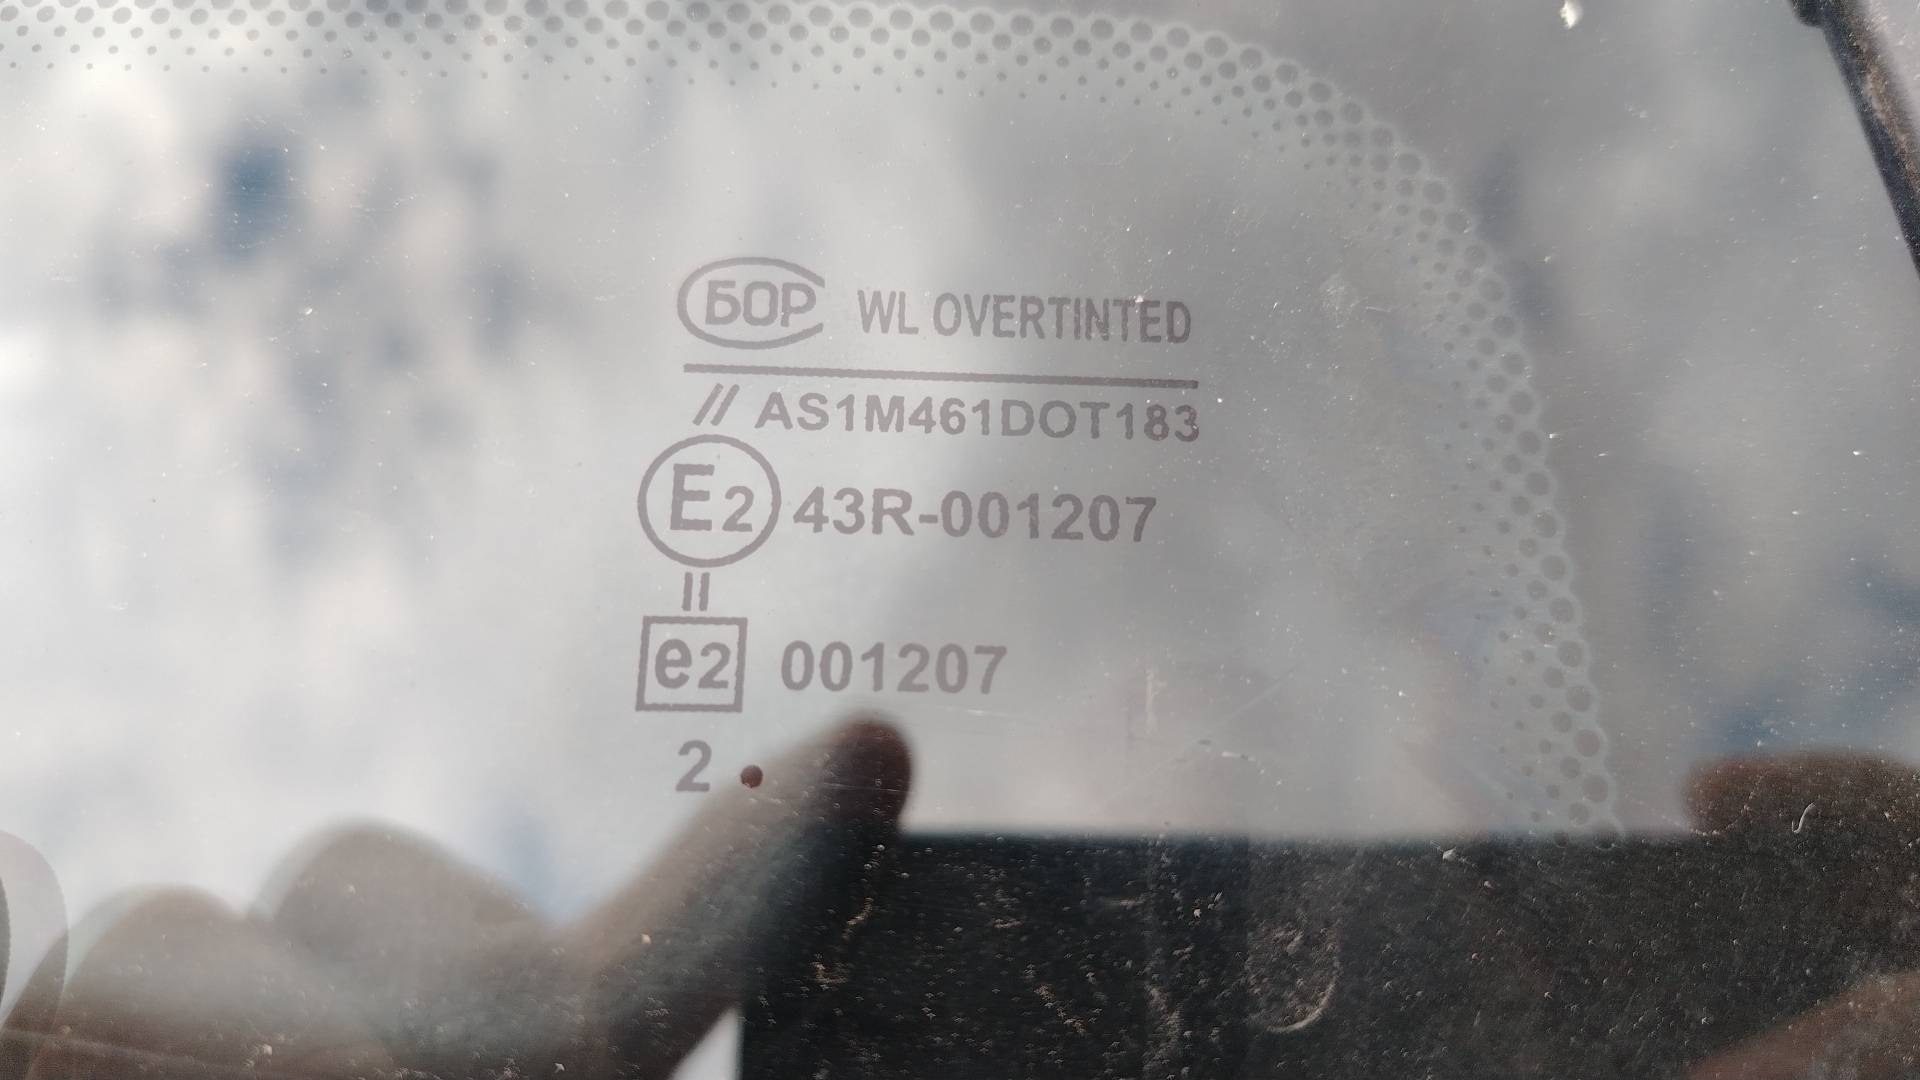 БОР WL OVERTINTED
// AS1M461DOT183
E2 43R-001207
II
e2 001207
2 .